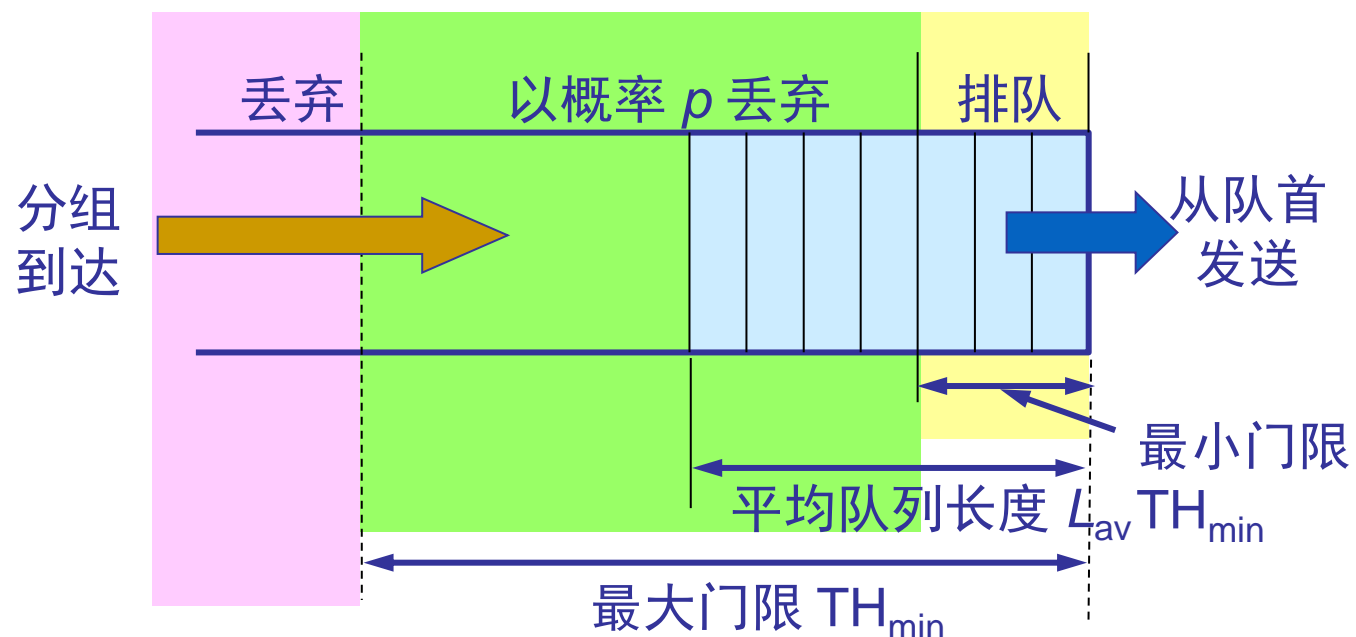 丢弃
以概率 p 丢弃
排队
分组
到达
从队首
发送
最小门限
THmin
平均队列长度 Lav
最大门限 THmin